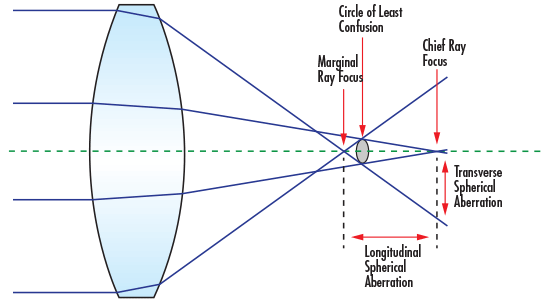 Circle of Least
Confusion
Chief Ray
Focus
Marginal
Ray Focus
Transverse
Spherical
Aberration
Longitudinal
Spherical
Aberration